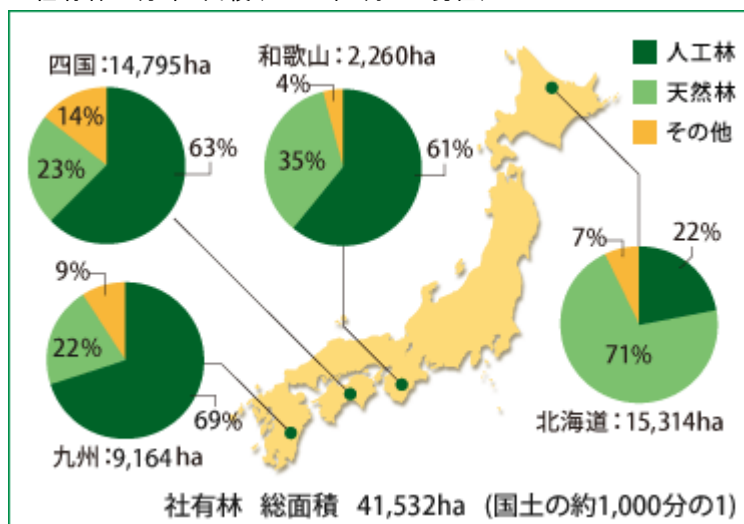 四国：14,795ha
14%
23%
63%
和歌山：2,260ha
4%
35%
61%
人工林
天然林
その他
9%
22%
69%
九州：9,164ha
7%
22%
71%
北海道：15,314ha
社有林 総面積 41,532ha (国土の約1,000分の1)